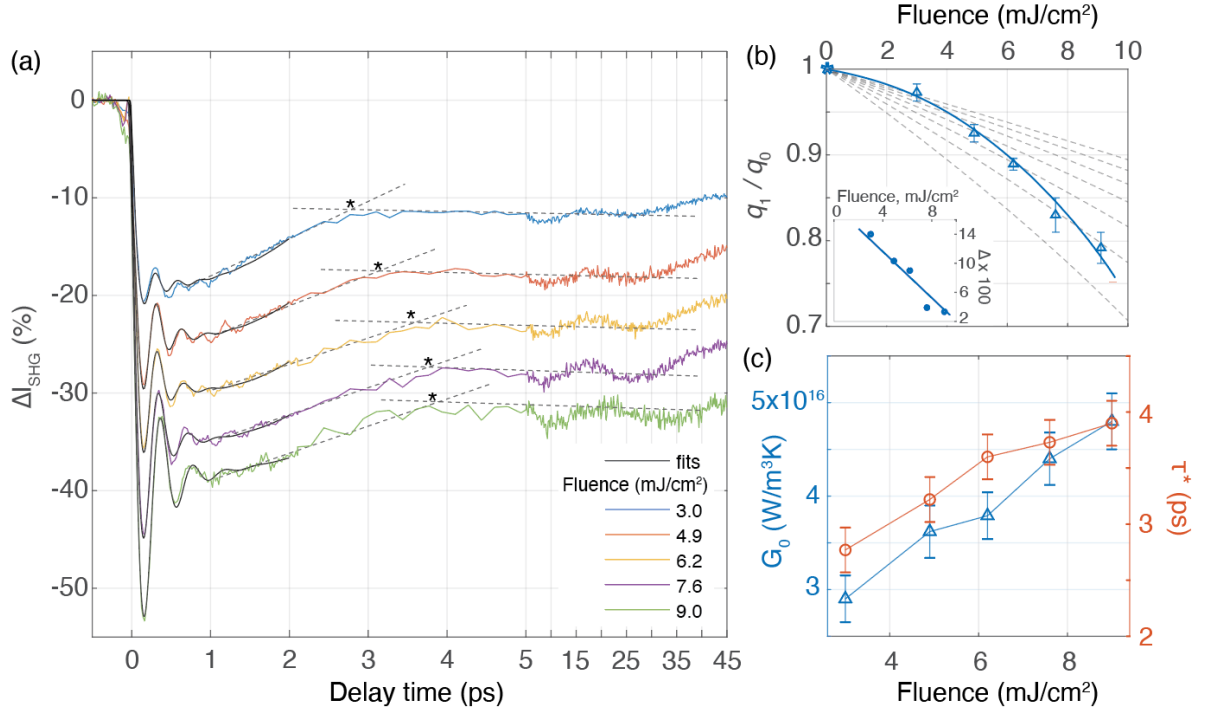 (a)
0
-10
-20
-30
-40
-50
ΔI_SHG (%)
* * * * *
fits
Fluence (mJ/cm²)
3.0
4.9
6.2
7.6
9.0
0 1 2 3 4 5 15 25 35 45
Delay time (ps)
(b)
Fluence (mJ/cm²)
0 2 4 6 8 10
1
0.9
0.8
0.7
q₁ / q₀
Fluence, mJ/cm²
0 4 8
-14
-10
-6
-2
Δ x 100
(c)
5x10¹⁶
4
3
G₀ (W/m³K)
4
3
2
τ* (ps)
4 6 8
Fluence (mJ/cm²)